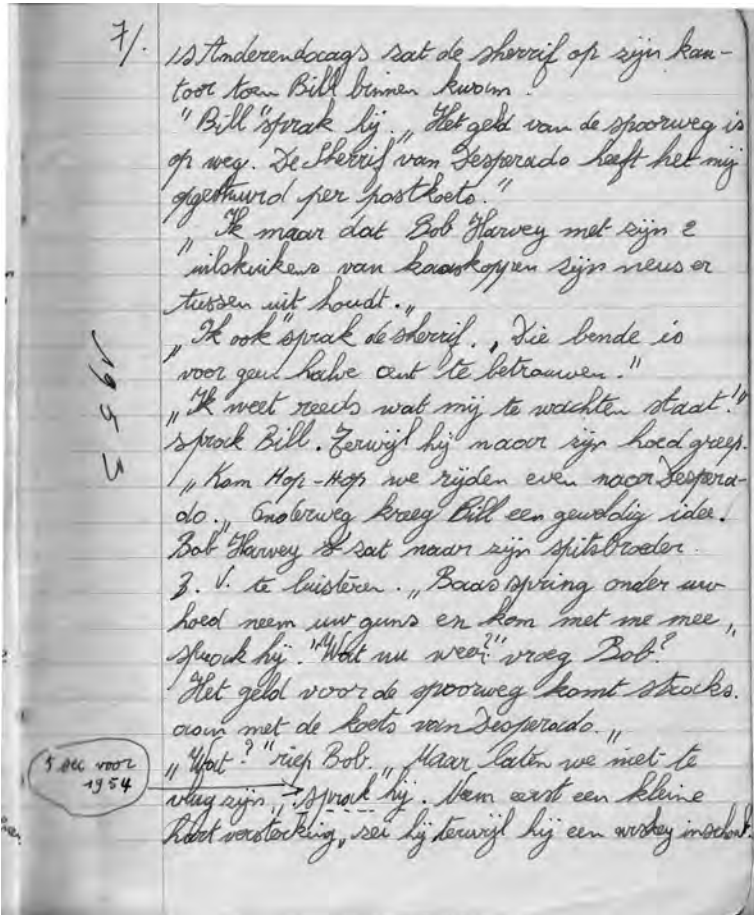 7/.
is Anderendaags sat de sherrif op zijn kan-
toor toen Bill binnen kwam.
"Bill" sprak hij. "Het geld van de spoorweg is
op weg. De Sherrif van Desperado heeft het mij
opgestuurd per postkoets."
"Ik maar dat Bob Harvey met zijn 2
uilskuikens van kaaskoppen zijn neus er
tussen uit houdt."
"Ik ook" sprak de sherrif. "Die bende is
voor geen halve cent te betrouwen."
"Ik weet reeds wat mij te wachten staat!"
sprak Bill. Terwijl hij naar zijn hoed greep.
"Kom Hop-Hop we rijden even naar Despera-
do." Onderweg kreeg Bill een geweldig idee.
Bob Harvey sat naar zijn spitsbroeder
Z. V. te luisteren. "Baas spring onder uw
hoed neem uw guns en kom met me mee"
sprak hij. "Wat nu weer?" vroeg Bob?
Het geld voor de spoorweg komt straks
aan met de koets van Desperado."
"Wat?" riep Bob. "Maar laten we niet te
vlug zijn" sprak hij. Neem eerst een kleine
hartversterking, zei hij terwijl hij een wiskey inschonk.
1953
5 sec voor
1954